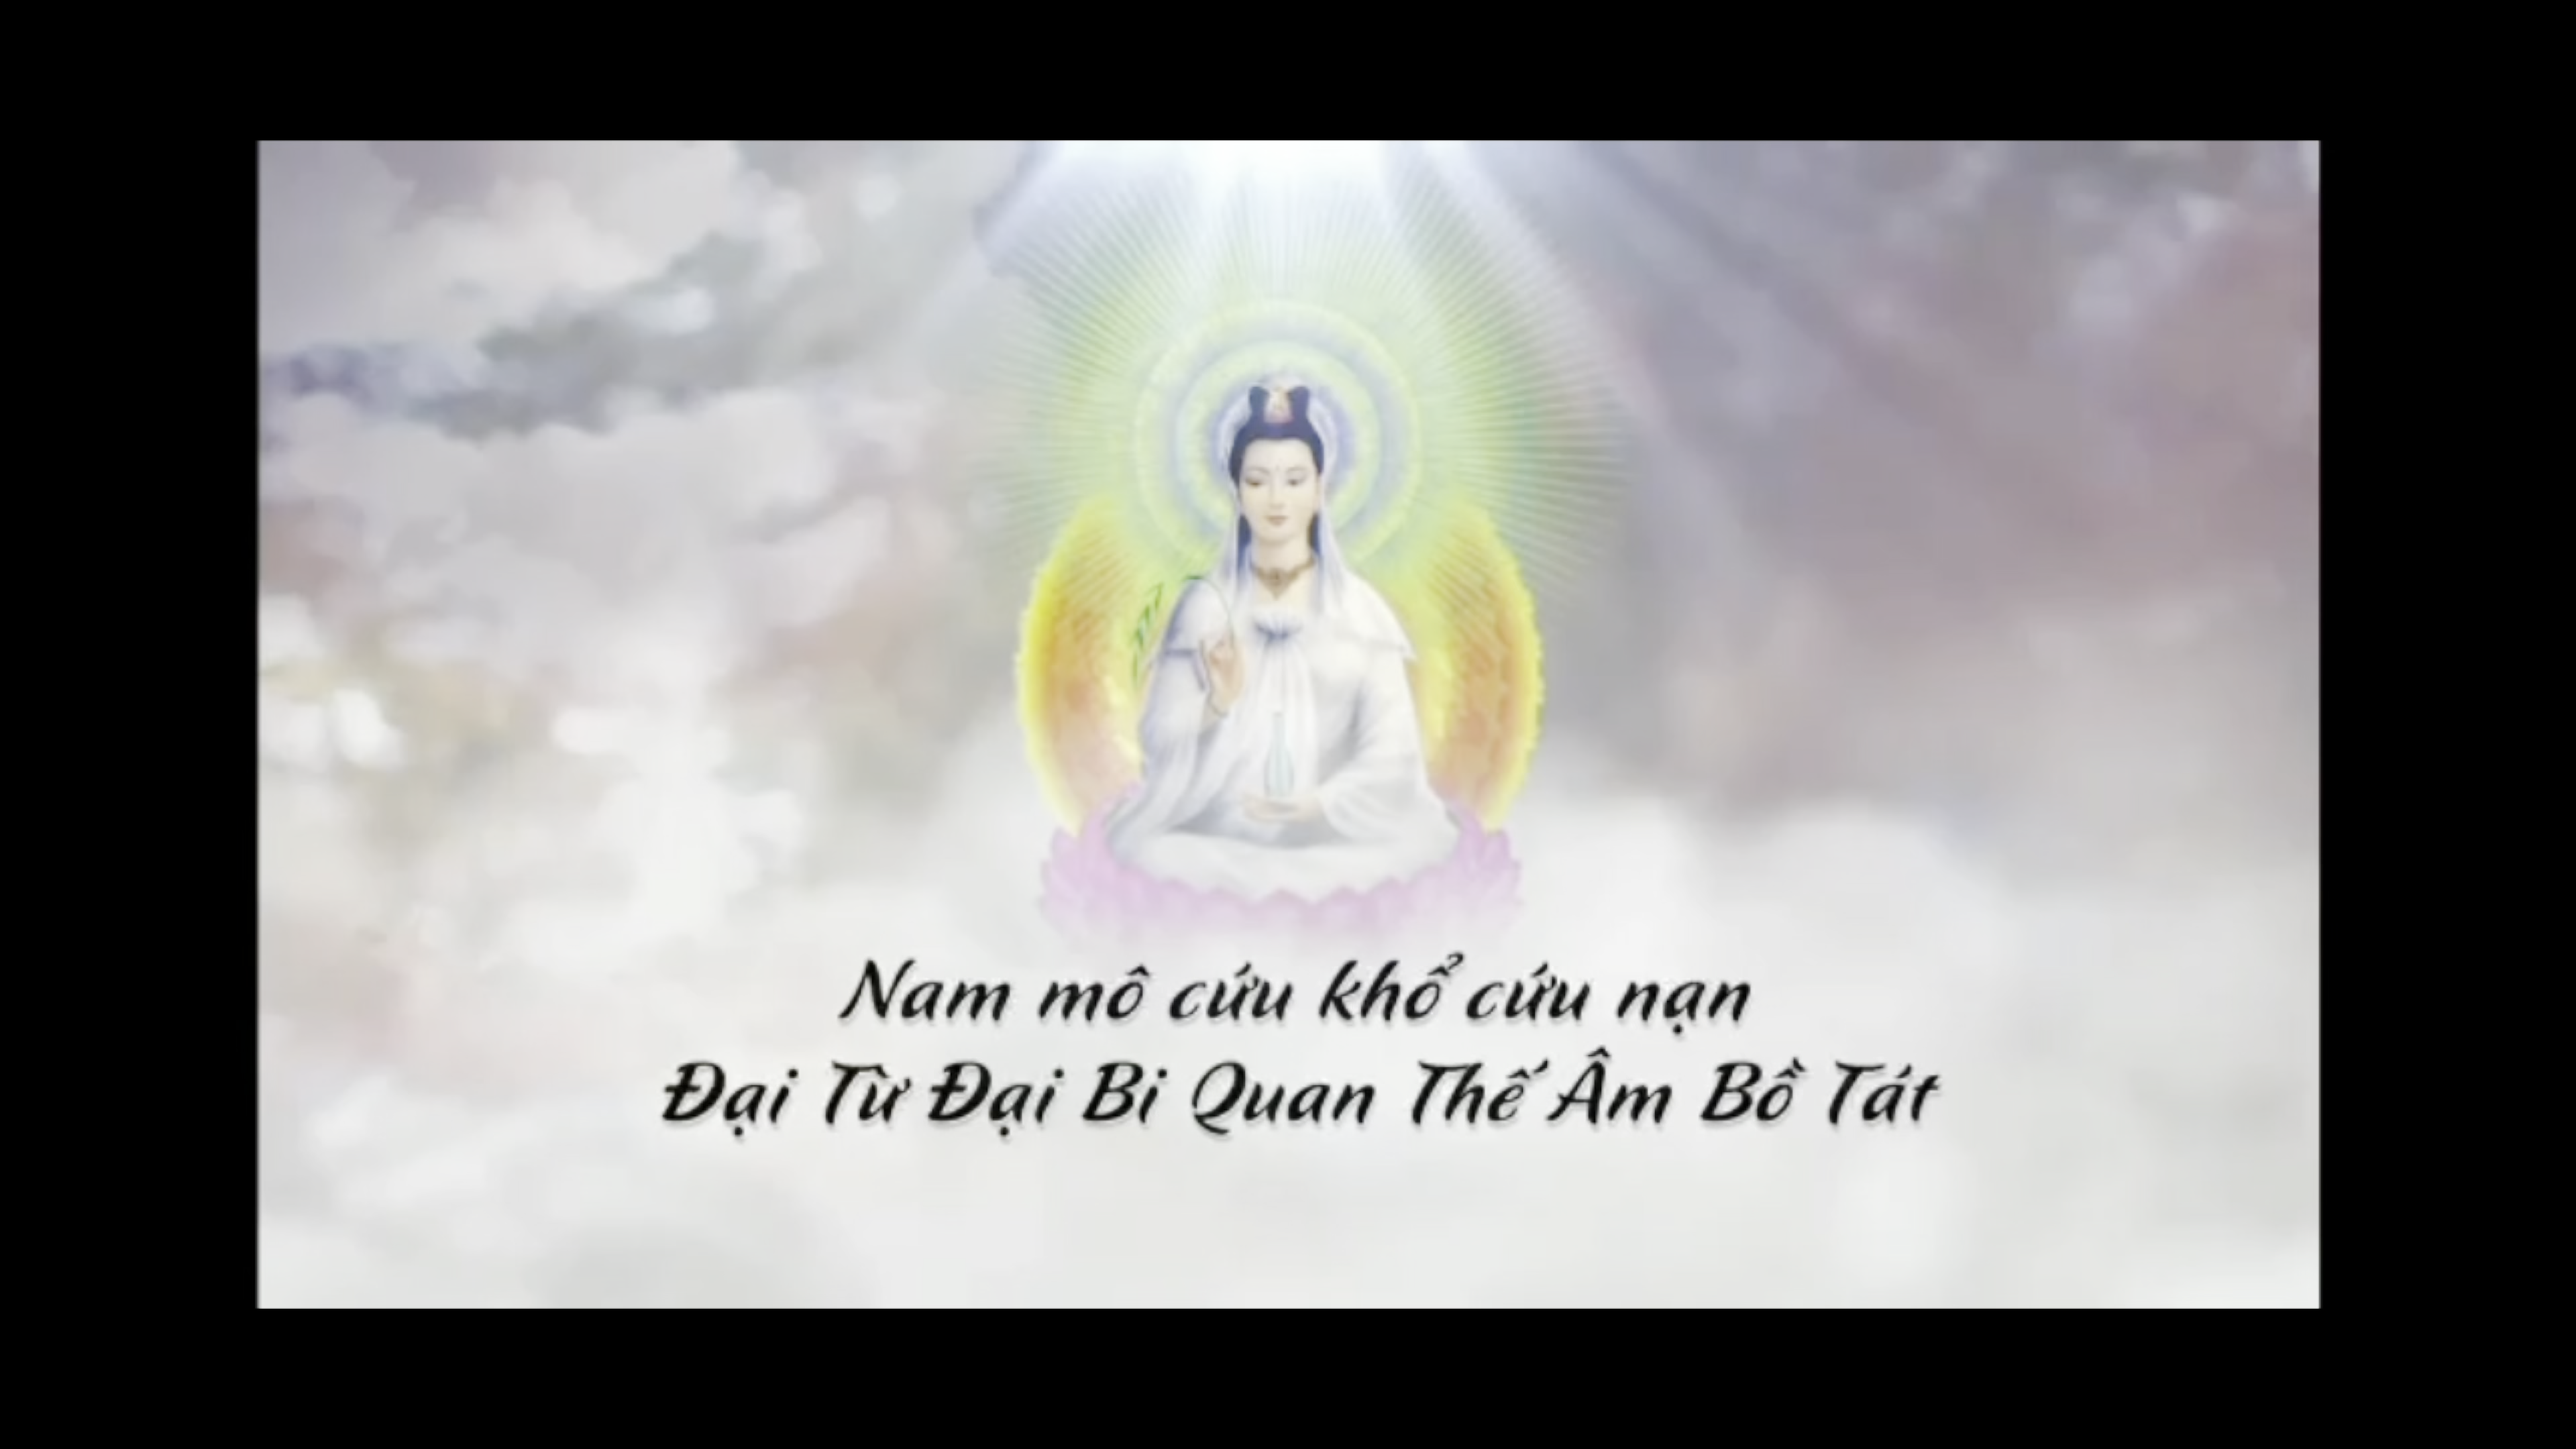 Nam mô cứu khổ cứu nạn
Đại Từ Đại Bi Quan Thế Âm Bồ Tát